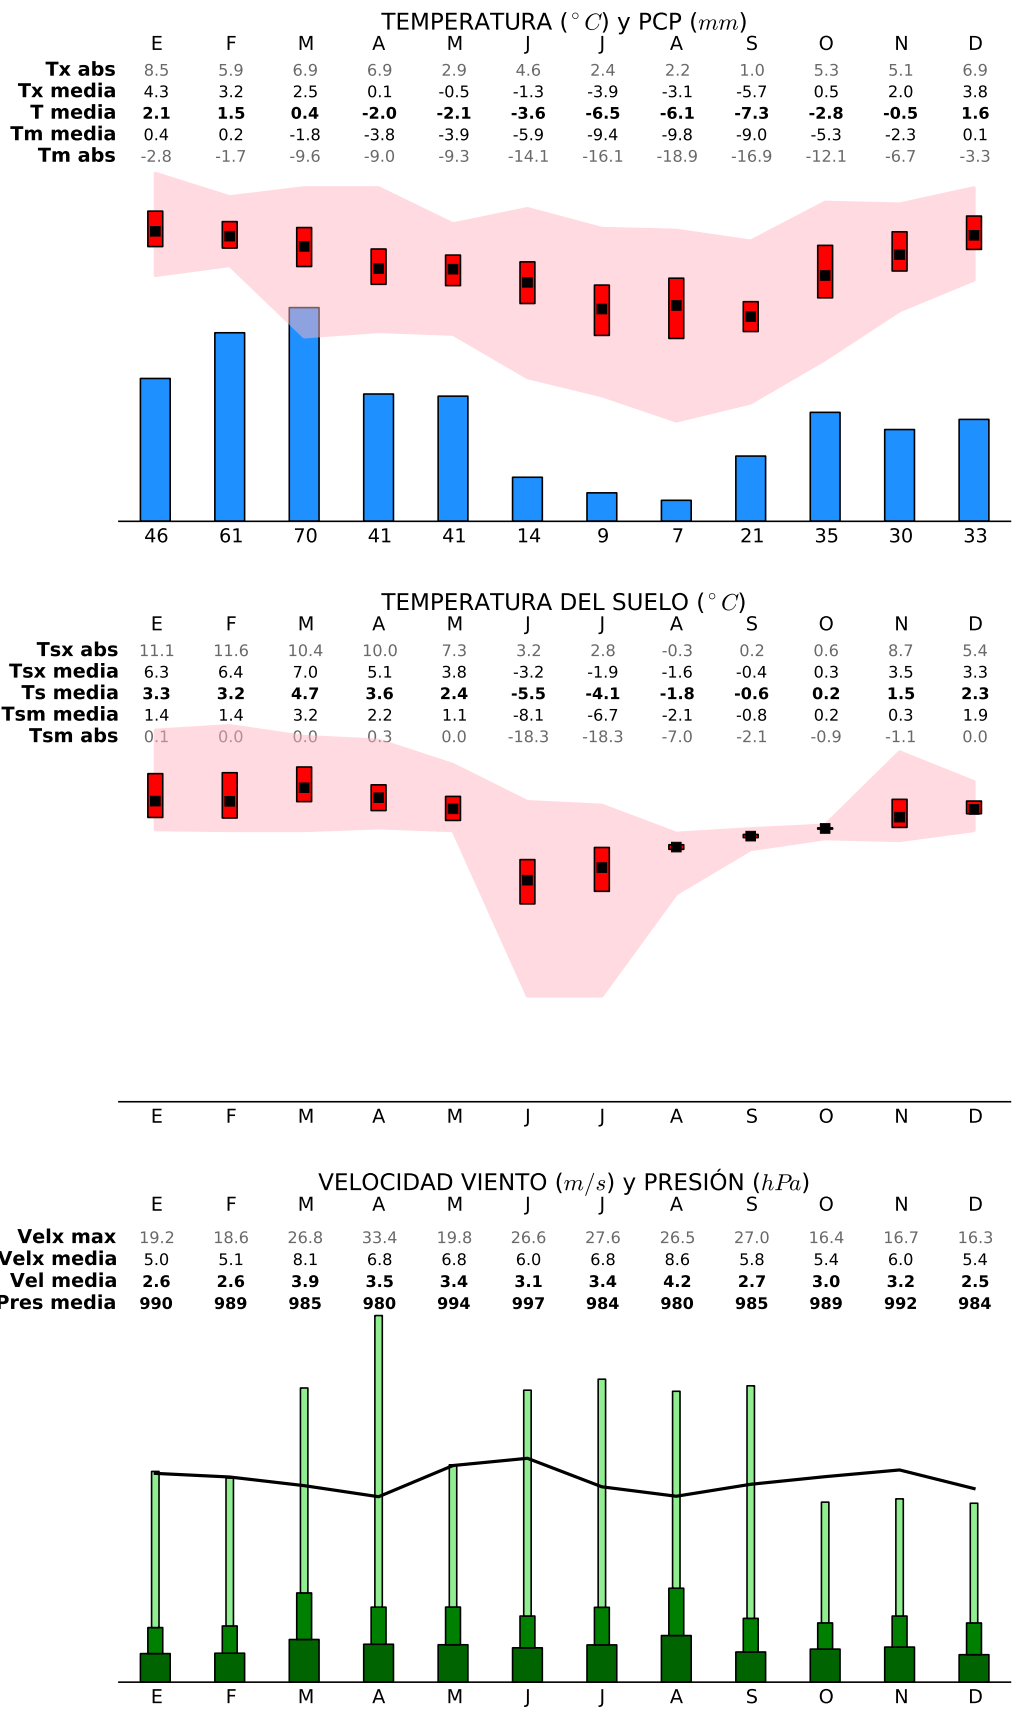 TEMPERATURA (°C) y PCP (mm)
E F M A M J J A S O N D
Tx abs 8.5 5.9 6.9 6.9 2.9 4.6 2.4 2.2 1.0 5.3 5.1 6.9
Tx media 4.3 3.2 2.5 0.1 -0.5 -1.3 -3.9 -3.1 -5.7 0.5 2.0 3.8
T media 2.1 1.5 0.4 -2.0 -2.1 -3.6 -6.5 -6.1 -7.3 -2.8 -0.5 1.6
Tm media 0.4 0.2 -1.8 -3.8 -3.9 -5.9 -9.4 -9.8 -9.0 -5.3 -2.3 0.1
Tm abs -2.8 -1.7 -9.6 -9.0 -9.3 -14.1 -16.1 -18.9 -16.9 -12.1 -6.7 -3.3
46 61 70 41 41 14 9 7 21 35 30 33
TEMPERATURA DEL SUELO (°C)
E F M A M J J A S O N D
Tsx abs 11.1 11.6 10.4 10.0 7.3 3.2 2.8 -0.3 0.2 0.6 8.7 5.4
Tsx media 6.3 6.4 7.0 5.1 3.8 -3.2 -1.9 -1.6 -0.4 0.3 3.5 3.3
Ts media 3.3 3.2 4.7 3.6 2.4 -5.5 -4.1 -1.8 -0.6 0.2 1.5 2.3
Tsm media 1.4 1.4 3.2 2.2 1.1 -8.1 -6.7 -2.1 -0.8 0.2 0.3 1.9
Tsm abs 0.1 0.0 0.0 0.3 0.0 -18.3 -18.3 -7.0 -2.1 -0.9 -1.1 0.0
E F M A M J J A S O N D
VELOCIDAD VIENTO (m/s) y PRESIÓN (hPa)
E F M A M J J A S O N D
Velx max 19.2 18.6 26.8 33.4 19.8 26.6 27.6 26.5 27.0 16.4 16.7 16.3
Velx media 5.0 5.1 8.1 6.8 6.8 6.0 6.8 8.6 5.8 5.4 6.0 5.4
Vel media 2.6 2.6 3.9 3.5 3.4 3.1 3.4 4.2 2.7 3.0 3.2 2.5
Pres media 990 989 985 980 994 997 984 980 985 989 992 984
E F M A M J J A S O N D